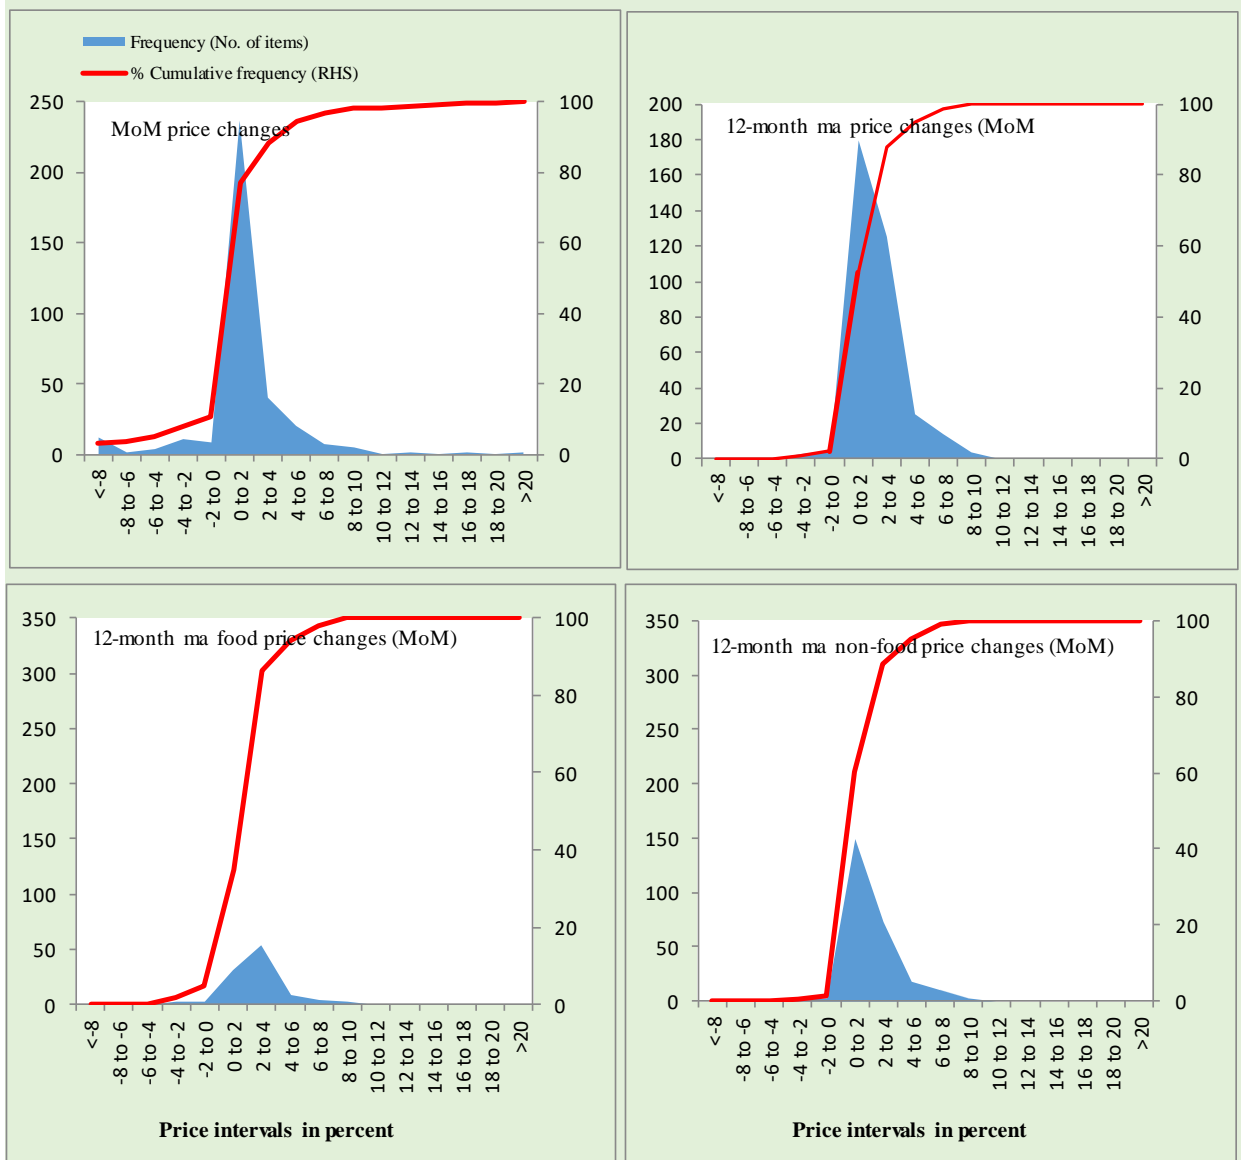 Frequency (No. of items)
% Cumulative frequency (RHS)
MoM price changes
250
200
150
100
50
0
100
80
60
40
20
0
<-8
-8 to -6
-6 to -4
-4 to -2
-2 to 0
0 to 2
2 to 4
4 to 6
6 to 8
8 to 10
10 to 12
12 to 14
14 to 16
16 to 18
18 to 20
>20
12-month ma price changes (MoM
200
180
160
140
120
100
80
60
40
20
0
100
80
60
40
20
0
<-8
-8 to -6
-6 to -4
-4 to -2
-2 to 0
0 to 2
2 to 4
4 to 6
6 to 8
8 to 10
10 to 12
12 to 14
14 to 16
16 to 18
18 to 20
>20
12-month ma food price changes (MoM)
350
300
250
200
150
100
50
0
100
80
60
40
20
0
<-8
-8 to -6
-6 to -4
-4 to -2
-2 to 0
0 to 2
2 to 4
4 to 6
6 to 8
8 to 10
10 to 12
12 to 14
14 to 16
16 to 18
18 to 20
>20
Price intervals in percent
12-month ma non-food price changes (MoM)
350
300
250
200
150
100
50
0
100
80
60
40
20
0
<-8
-8 to -6
-6 to -4
-4 to -2
-2 to 0
0 to 2
2 to 4
4 to 6
6 to 8
8 to 10
10 to 12
12 to 14
14 to 16
16 to 18
18 to 20
>20
Price intervals in percent